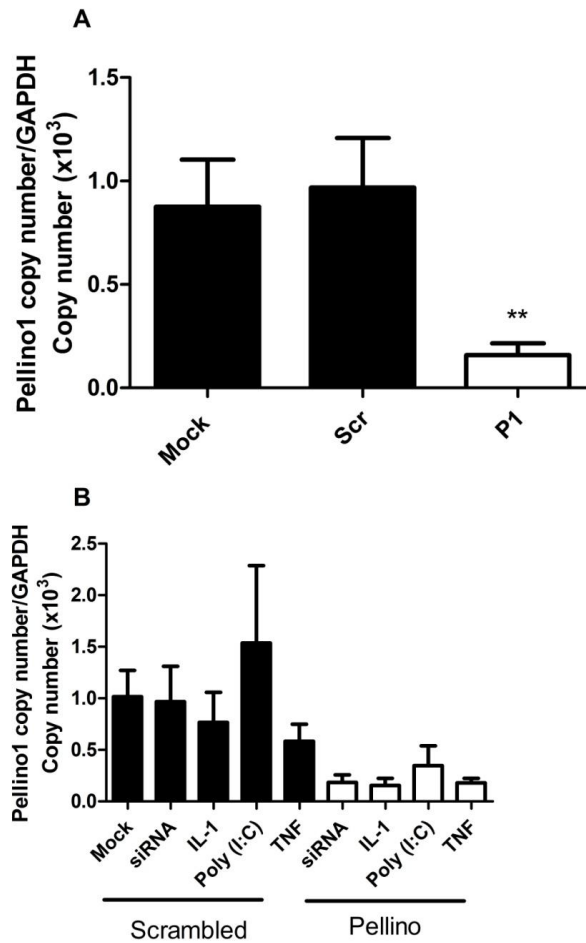 A
Pellino1 copy number/GAPDH
Copy number (x10³)
1.5
1.0
0.5
0.0
**
Mock
Scr
P1
B
Pellino1 copy number/GAPDH
Copy number (x10³)
2.5
2.0
1.5
1.0
0.5
0.0
Mock
siRNA
IL-1
Poly (I:C)
TNF
siRNA
IL-1
Poly (I:C)
TNF
Scrambled
Pellino